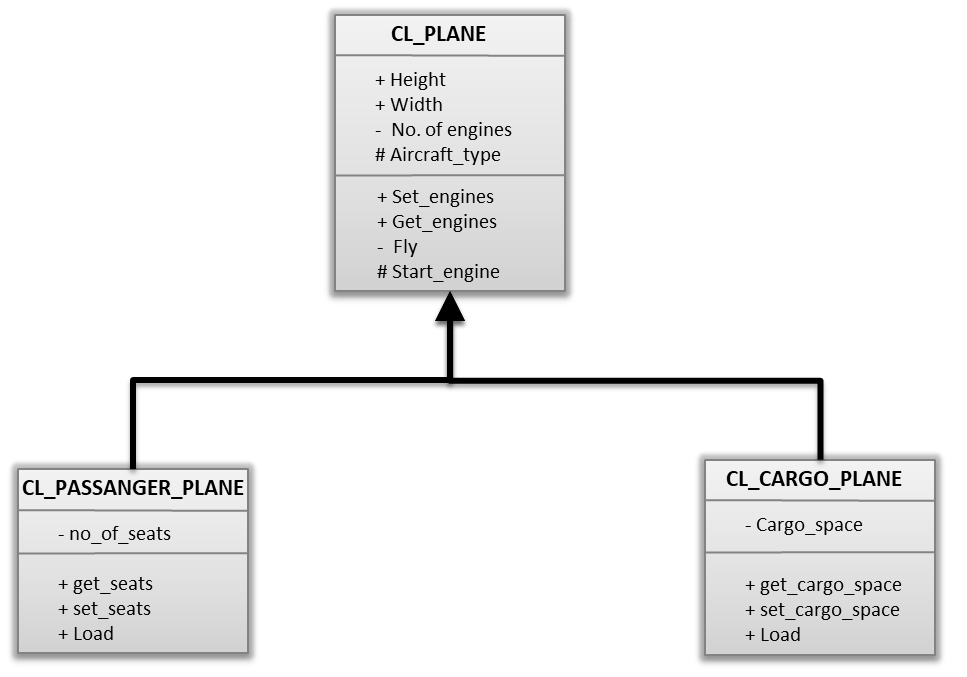 CL_PLANE
+ Height
+ Width
- No. of engines
# Aircraft_type
+ Set_engines
+ Get_engines
- Fly
# Start_engine
CL_PASSANGER_PLANE
- no_of_seats
+ get_seats
+ set_seats
+ Load
CL_CARGO_PLANE
- Cargo_space
+ get_cargo_space
+ set_cargo_space
+ Load